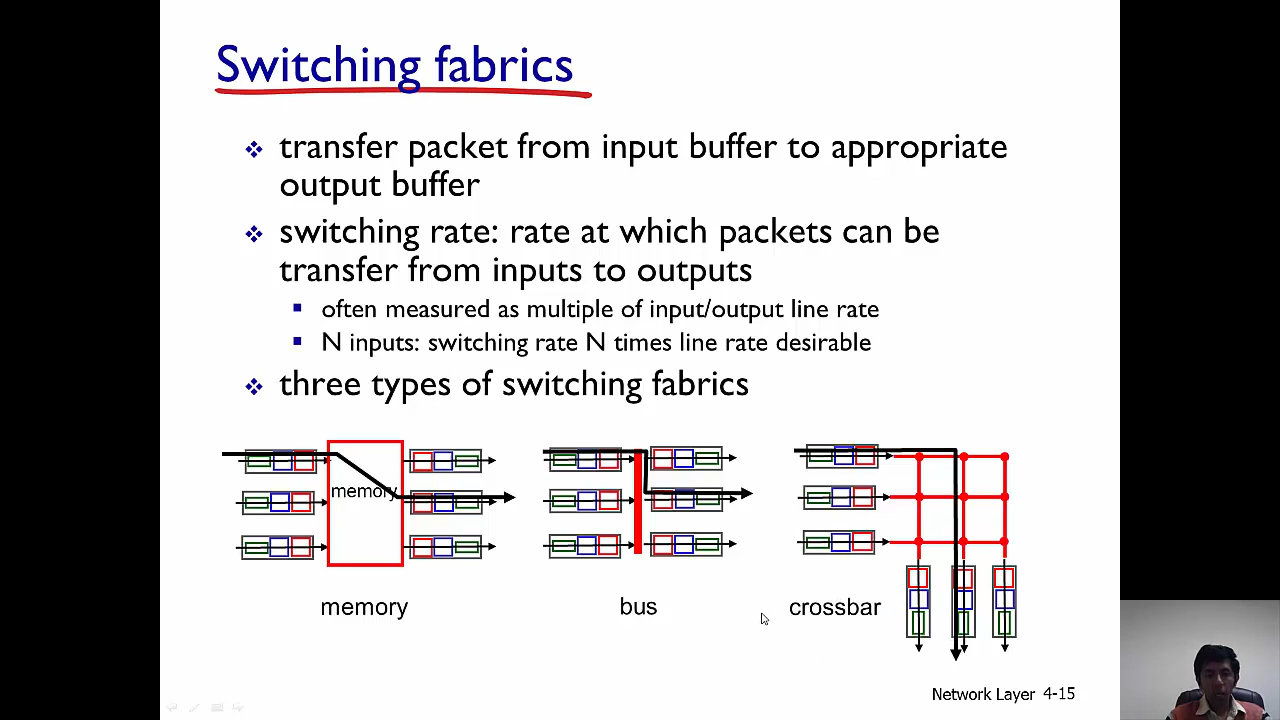 Switching fabrics
❖ transfer packet from input buffer to appropriate
output buffer
❖ switching rate: rate at which packets can be
transfer from inputs to outputs
▪ often measured as multiple of input/output line rate
▪ N inputs: switching rate N times line rate desirable
❖ three types of switching fabrics
memory
memory
bus
crossbar
Network Layer 4-15